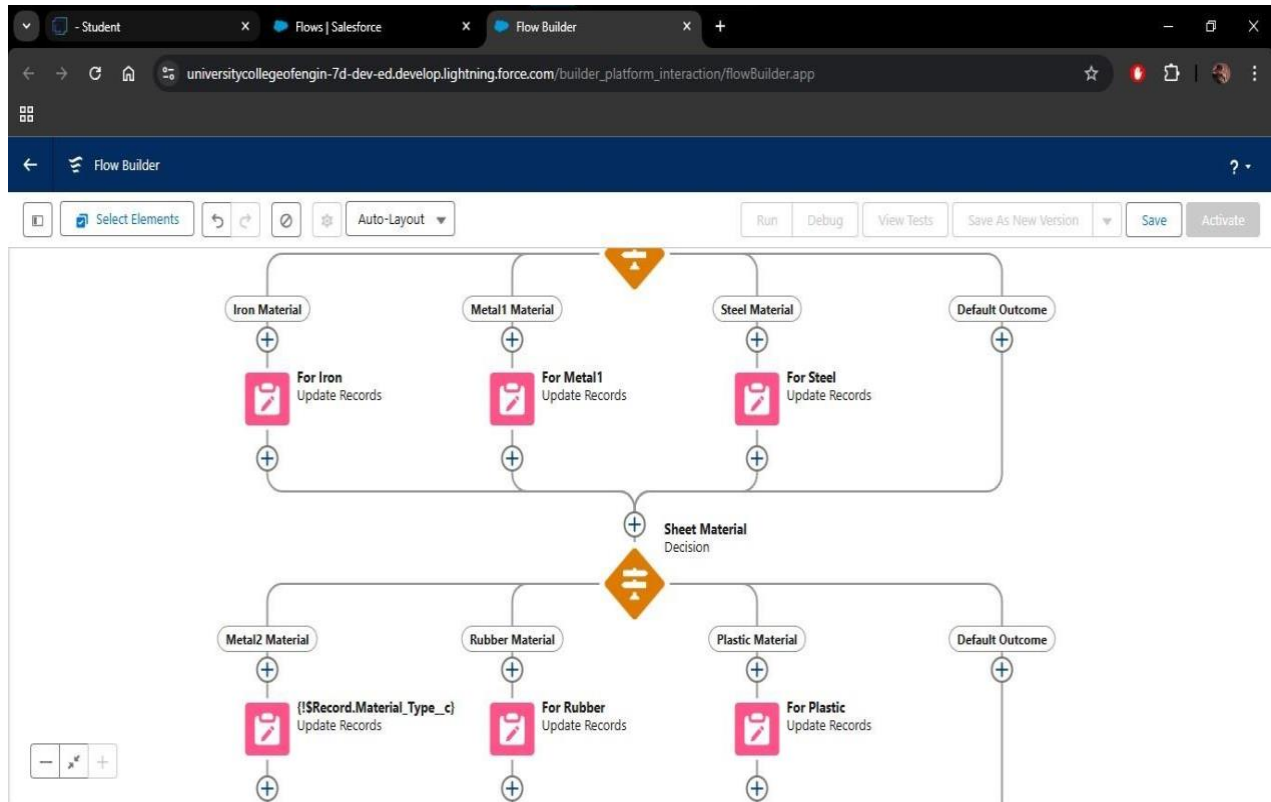 - Student
Flows | Salesforce
Flow Builder
universitycollegeofengin-7d-dev-ed.develop.lightning.force.com/builder_platform_interaction/flowBuilder.app
Flow Builder
?
Select Elements
Auto-Layout
Run
Debug
View Tests
Save As New Version
Save
Activate
Iron Material
Metal1 Material
Steel Material
Default Outcome
For Iron
Update Records
For Metal1
Update Records
For Steel
Update Records
Sheet Material
Decision
Metal2 Material
Rubber Material
Plastic Material
Default Outcome
{!$Record.Material_Type__c}
Update Records
For Rubber
Update Records
For Plastic
Update Records